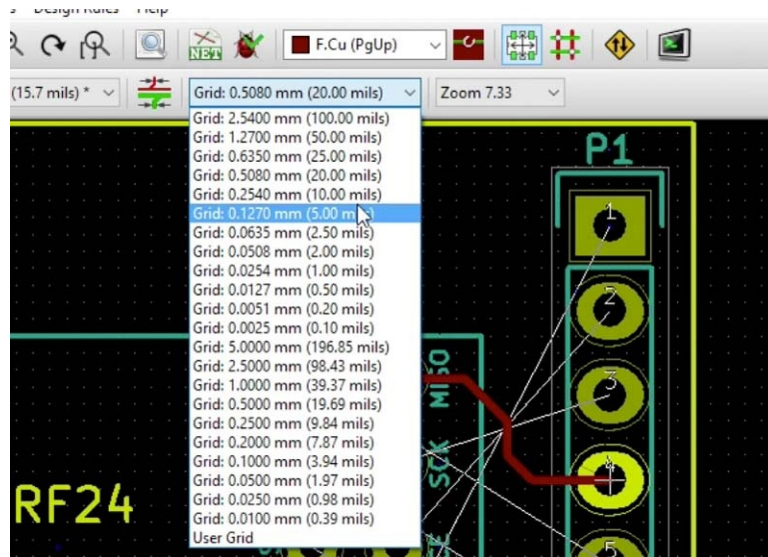 Design Rules Help
NET
F.Cu (PgUp)
(15.7 mils) *
Grid: 0.5080 mm (20.00 mils)
Zoom 7.33
Grid: 2.5400 mm (100.00 mils)
Grid: 1.2700 mm (50.00 mils)
Grid: 0.6350 mm (25.00 mils)
Grid: 0.5080 mm (20.00 mils)
Grid: 0.2540 mm (10.00 mils)
Grid: 0.1270 mm (5.00 mils)
Grid: 0.0635 mm (2.50 mils)
Grid: 0.0508 mm (2.00 mils)
Grid: 0.0254 mm (1.00 mils)
Grid: 0.0127 mm (0.50 mils)
Grid: 0.0051 mm (0.20 mils)
Grid: 0.0025 mm (0.10 mils)
Grid: 5.0000 mm (196.85 mils)
Grid: 2.5000 mm (98.43 mils)
Grid: 1.0000 mm (39.37 mils)
Grid: 0.5000 mm (19.69 mils)
Grid: 0.2500 mm (9.84 mils)
Grid: 0.2000 mm (7.87 mils)
Grid: 0.1000 mm (3.94 mils)
Grid: 0.0500 mm (1.97 mils)
Grid: 0.0250 mm (0.98 mils)
Grid: 0.0100 mm (0.39 mils)
User Grid
P1
1
2
3
4
5
MISO
SCK
RF24